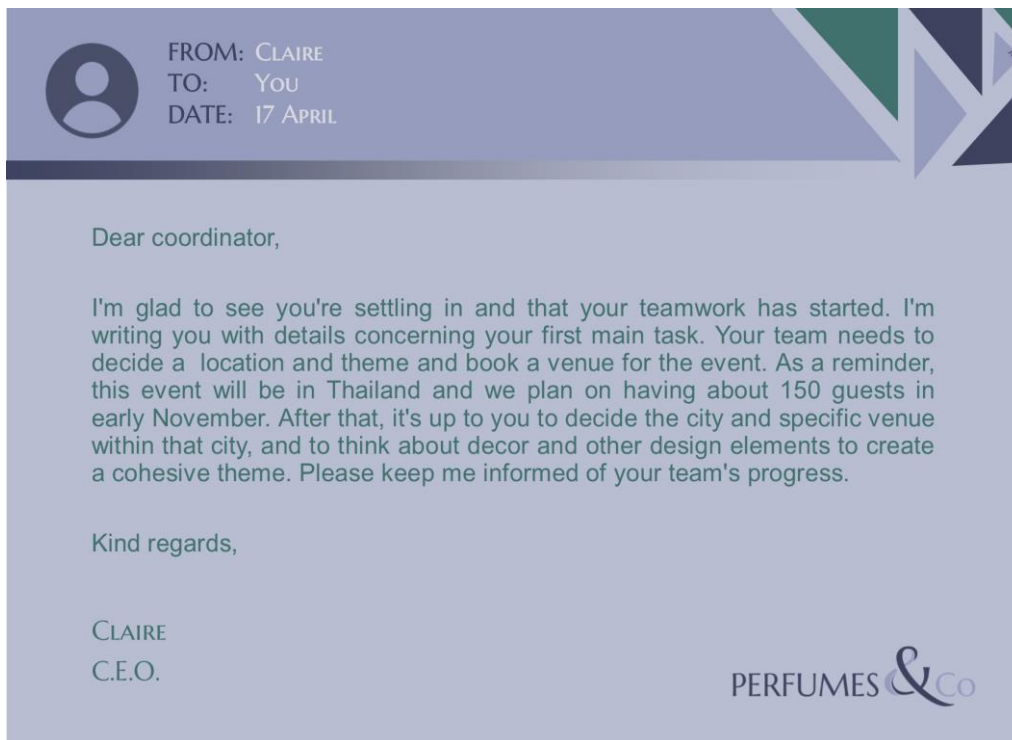 FROM: CLAIRE
TO: YOU
DATE: 17 APRIL
Dear coordinator,
I'm glad to see you're settling in and that your teamwork has started. I'm
writing you with details concerning your first main task. Your team needs to
decide a location and theme and book a venue for the event. As a reminder,
this event will be in Thailand and we plan on having about 150 guests in
early November. After that, it's up to you to decide the city and specific venue
within that city, and to think about decor and other design elements to create
a cohesive theme. Please keep me informed of your team's progress.
Kind regards,
CLAIRE
C.E.O.
PERFUMES & CO